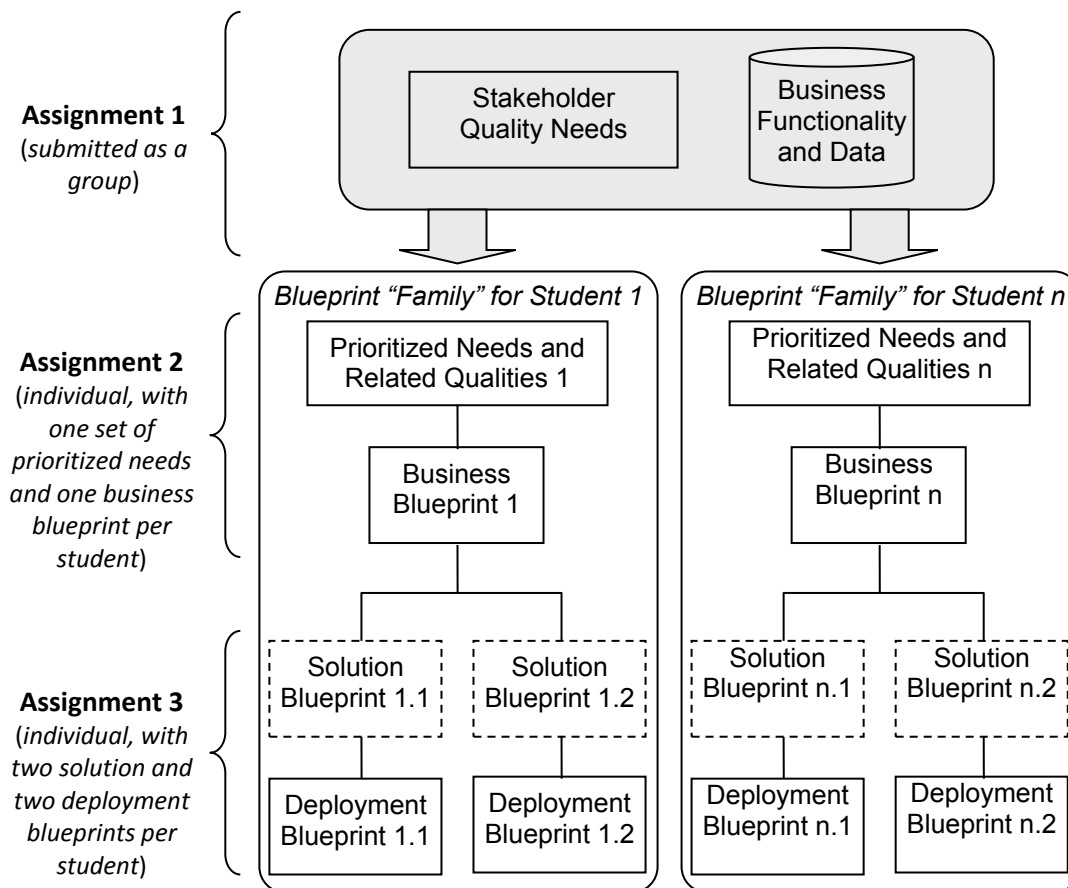 Assignment 1
(submitted as a
group)
Stakeholder
Quality Needs
Business
Functionality
and Data
Assignment 2
(individual, with
one set of
prioritized needs
and one business
blueprint per
student)
Assignment 3
(individual, with
two solution and
two deployment
blueprints per
student)
Blueprint “Family” for Student 1
Prioritized Needs and
Related Qualities 1
Business
Blueprint 1
Solution
Blueprint 1.1
Solution
Blueprint 1.2
Deployment
Blueprint 1.1
Deployment
Blueprint 1.2
Blueprint “Family” for Student n
Prioritized Needs and
Related Qualities n
Business
Blueprint n
Solution
Blueprint n.1
Solution
Blueprint n.2
Deployment
Blueprint n.1
Deployment
Blueprint n.2